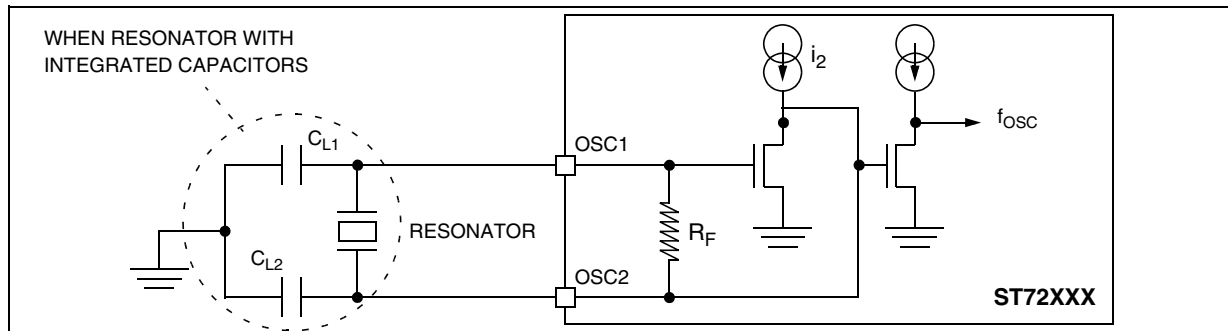 WHEN RESONATOR WITH
INTEGRATED CAPACITORS
i2
fOSC
CL1
OSC1
RESONATOR
RF
CL2
OSC2
ST72XXX